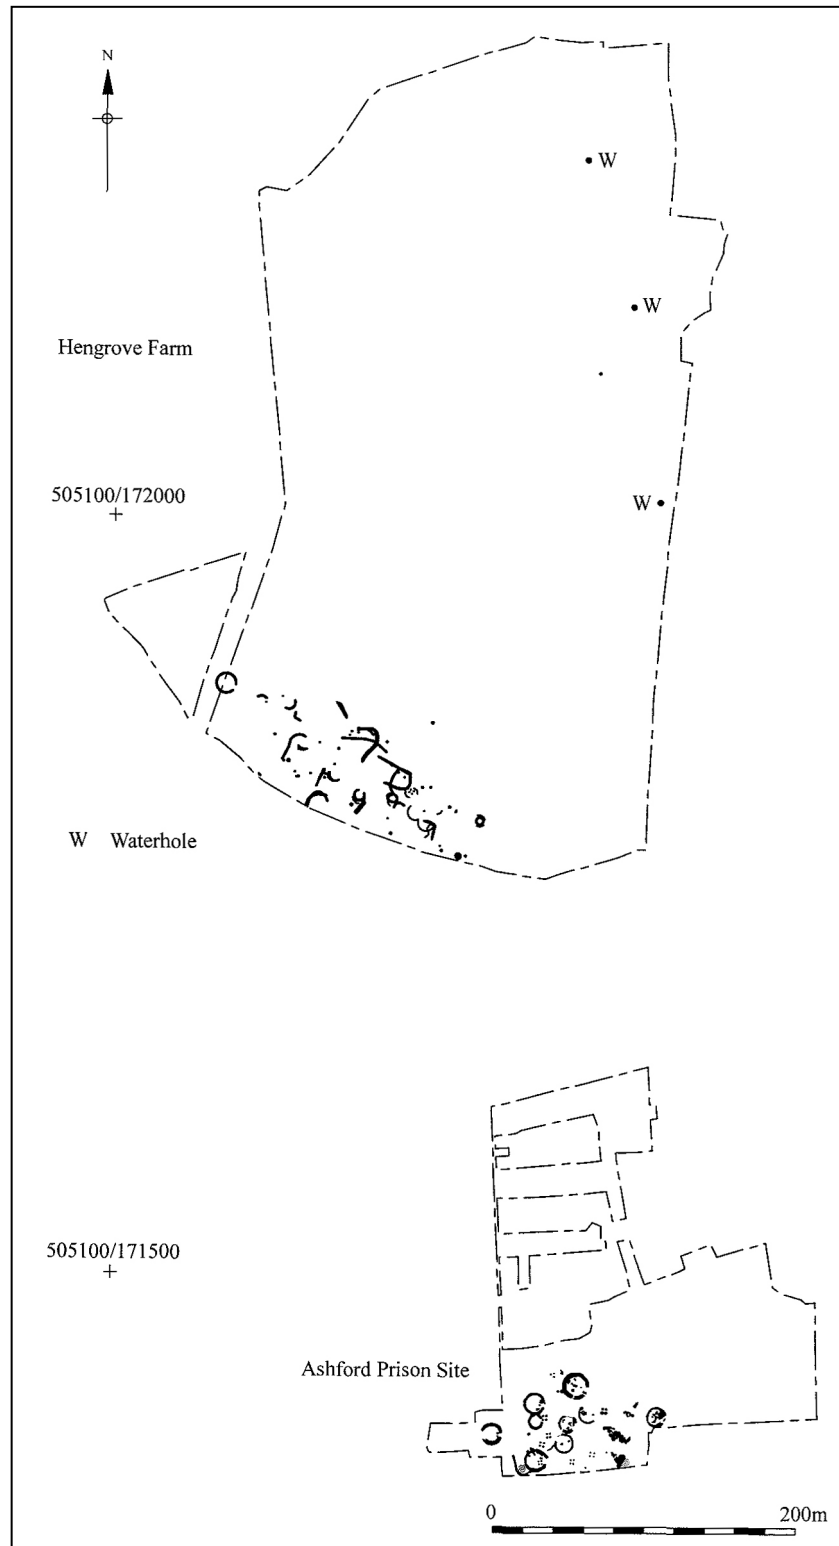 N
W
W
Hengrove Farm
505100/172000
W
W Waterhole
505100/171500
Ashford Prison Site
0 200m